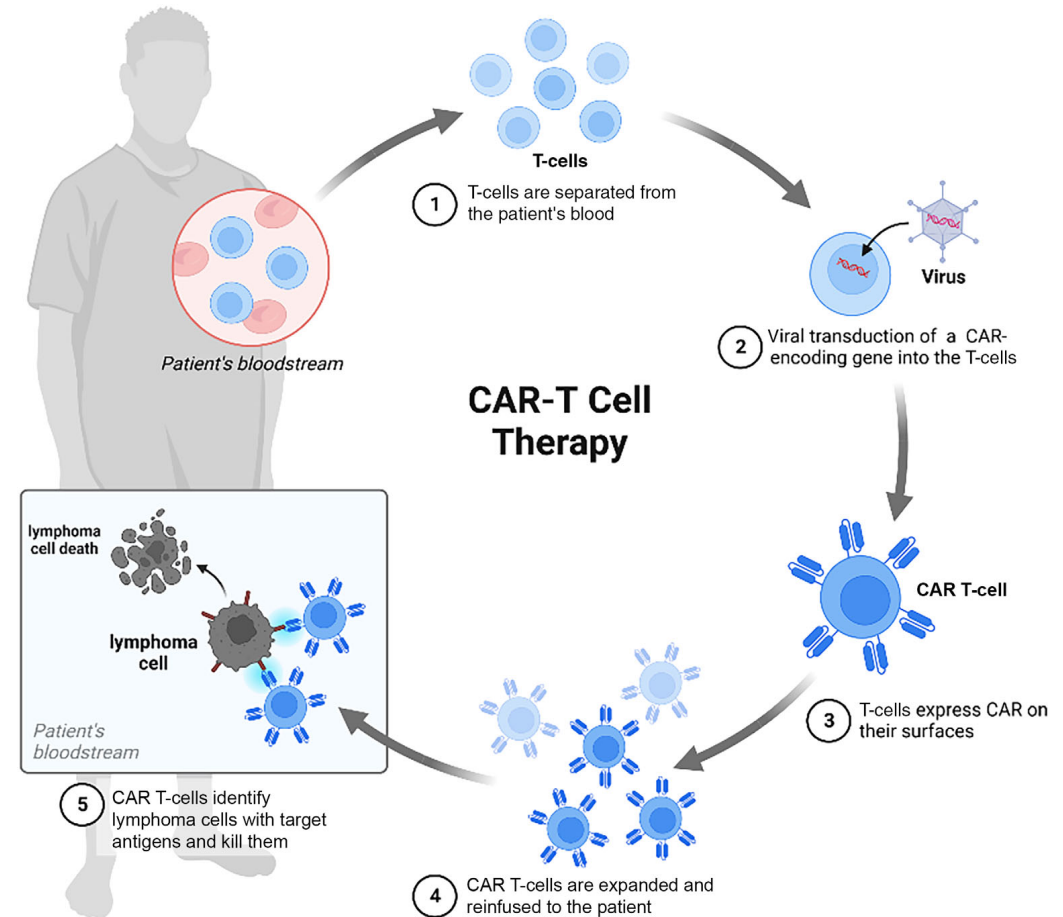 T-cells
1
T-cells are separated from
the patient's blood
Virus
2
Viral transduction of a CAR-
encoding gene into the T-cells
Patient's bloodstream
CAR-T Cell
Therapy
CAR T-cell
3
T-cells express CAR on
their surfaces
4
CAR T-cells are expanded and
reinfused to the patient
lymphoma
cell death
lymphoma
cell
Patient's
bloodstream
5
CAR T-cells identify
lymphoma cells with target
antigens and kill them